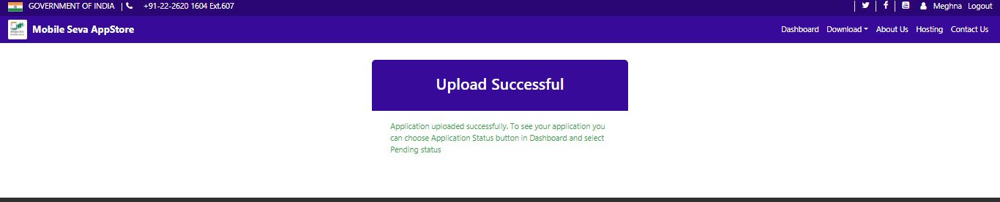 GOVERNMENT OF INDIA | +91-22-2620 1604 Ext.607 Meghna Logout
Mobile Seva AppStore Dashboard Download About Us Hosting Contact Us
Upload Successful
Application uploaded successfully. To see your application you
can choose Application Status button in Dashboard and select
Pending status